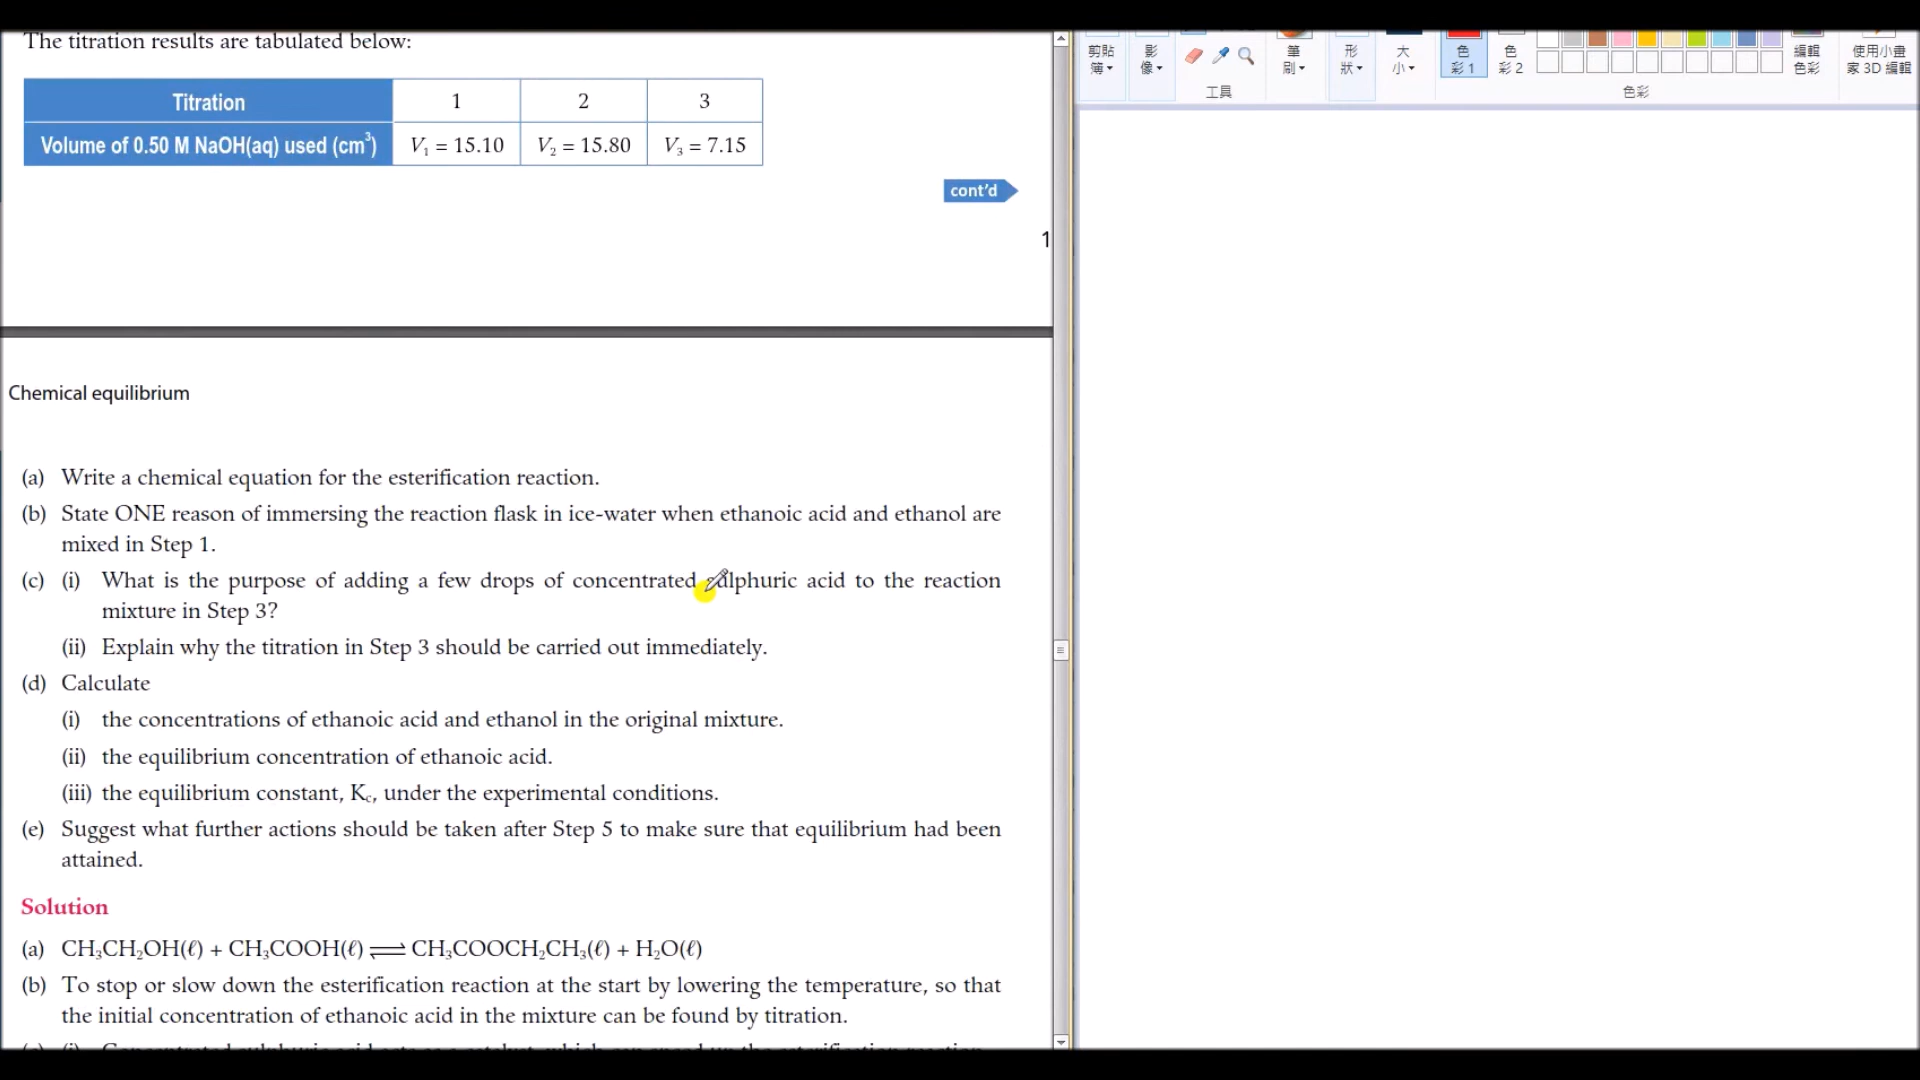 The titration results are tabulated below:
Titration 1 2 3
Volume of 0.50 M NaOH(aq) used (cm³) V₁ = 15.10 V₂ = 15.80 V₃ = 7.15
cont'd
1
Chemical equilibrium
(a) Write a chemical equation for the esterification reaction.
(b) State ONE reason of immersing the reaction flask in ice-water when ethanoic acid and ethanol are
mixed in Step 1.
(c) (i) What is the purpose of adding a few drops of concentrated sulphuric acid to the reaction
mixture in Step 3?
(ii) Explain why the titration in Step 3 should be carried out immediately.
(d) Calculate
(i) the concentrations of ethanoic acid and ethanol in the original mixture.
(ii) the equilibrium concentration of ethanoic acid.
(iii) the equilibrium constant, K꜀, under the experimental conditions.
(e) Suggest what further actions should be taken after Step 5 to make sure that equilibrium had been
attained.
Solution
(a) CH₃CH₂OH(ℓ) + CH₃COOH(ℓ) ⇌ CH₃COOCH₂CH₃(ℓ) + H₂O(ℓ)
(b) To stop or slow down the esterification reaction at the start by lowering the temperature, so that
the initial concentration of ethanoic acid in the mixture can be found by titration.
剪貼
簿
影
像
工具
筆
刷
形
狀
大
小
色
彩 1
色
彩 2
編輯
色彩
使用小畫
家 3D 編輯
色彩